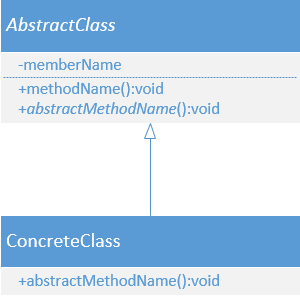 AbstractClass
-memberName
+methodName():void
+abstractMethodName():void
ConcreteClass
+abstractMethodName():void